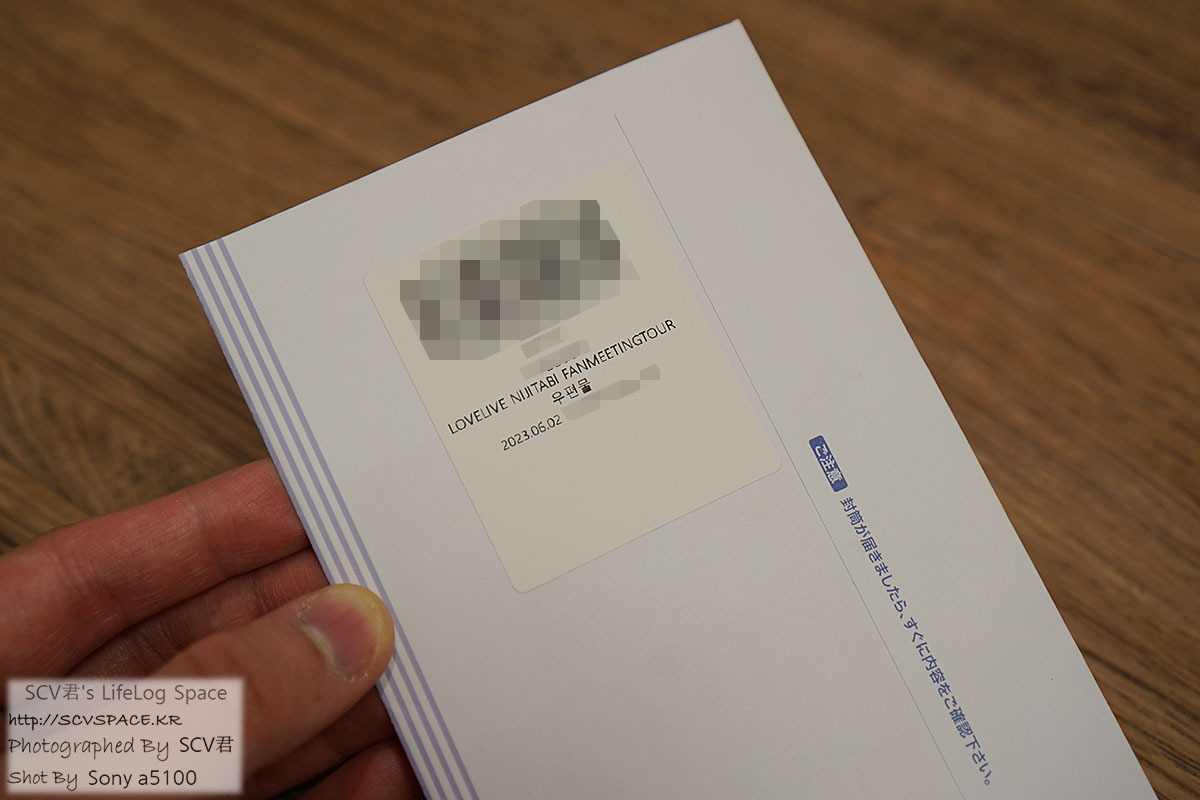 LOVELIVE NIJITABI FANMEETINGTOUR
우편물
2023.06.02
ご注意
封筒が届きましたら、すぐに内容をご確認下さい。
SCV君's LifeLog Space
http://SCVSPACE.KR
Photographed By SCV君
Shot By Sony a5100